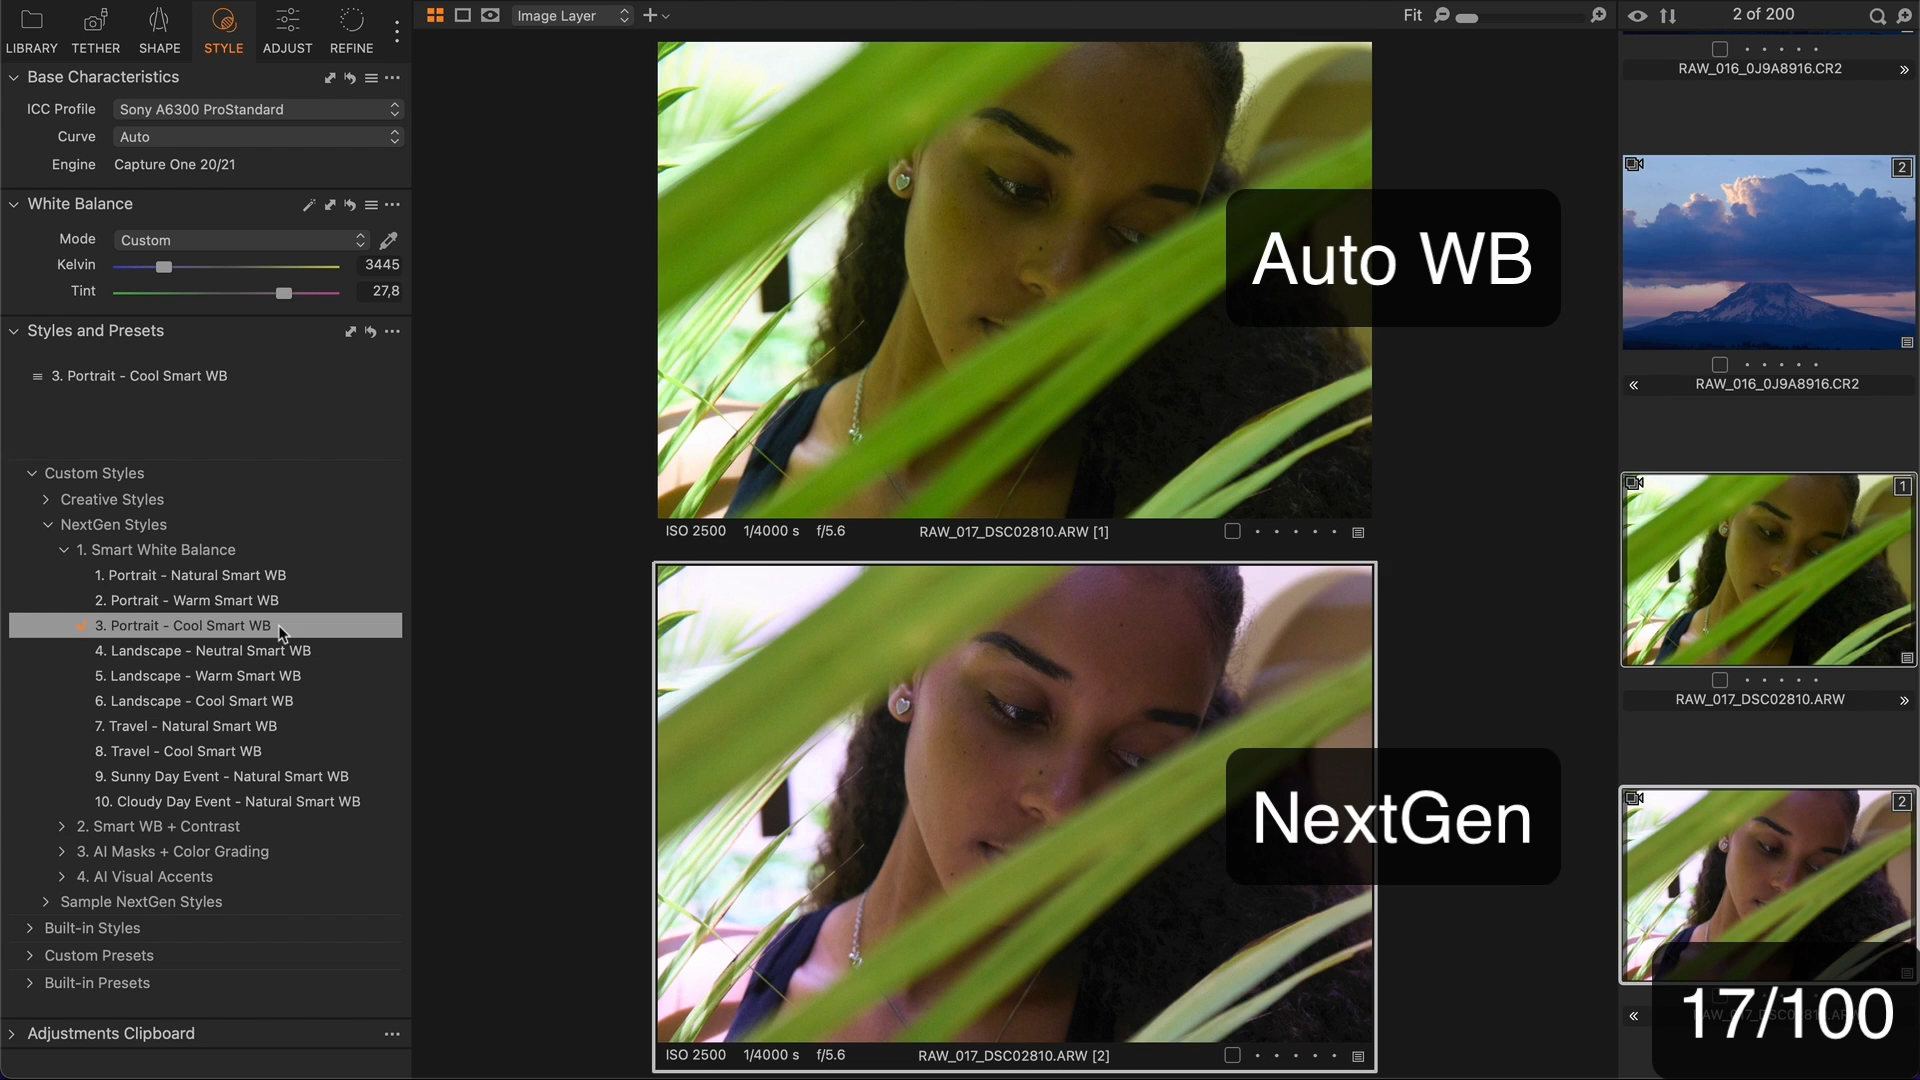 LIBRARY TETHER SHAPE STYLE ADJUST REFINE
Image Layer
Fit
2 of 200
Base Characteristics
ICC Profile Sony A6300 ProStandard
Curve Auto
Engine Capture One 20/21
White Balance
Mode Custom
Kelvin 3445
Tint 27,8
Styles and Presets
3. Portrait - Cool Smart WB
Custom Styles
Creative Styles
NextGen Styles
1. Smart White Balance
1. Portrait - Natural Smart WB
2. Portrait - Warm Smart WB
3. Portrait - Cool Smart WB
4. Landscape - Neutral Smart WB
5. Landscape - Warm Smart WB
6. Landscape - Cool Smart WB
7. Travel - Natural Smart WB
8. Travel - Cool Smart WB
9. Sunny Day Event - Natural Smart WB
10. Cloudy Day Event - Natural Smart WB
2. Smart WB + Contrast
3. AI Masks + Color Grading
4. AI Visual Accents
Sample NextGen Styles
Built-in Styles
Custom Presets
Built-in Presets
Adjustments Clipboard
Auto WB
ISO 2500 1/4000 s f/5.6 RAW_017_DSC02810.ARW [1]
NextGen
ISO 2500 1/4000 s f/5.6 RAW_017_DSC02810.ARW [2]
RAW_016_0J9A8916.CR2
2
RAW_016_0J9A8916.CR2
1
RAW_017_DSC02810.ARW
2
17/100